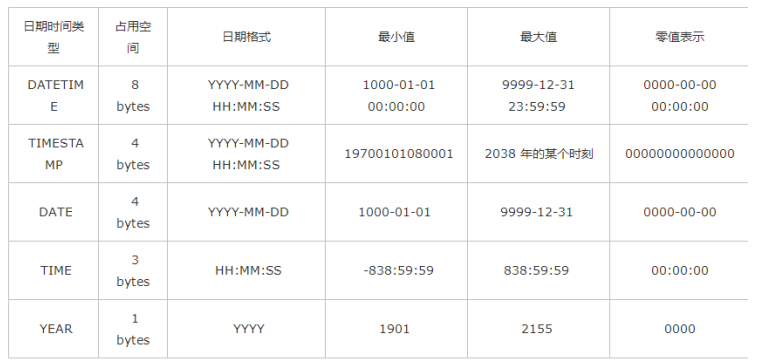 日期时间类 占用空 日期格式 最小值 最大值 零值表示
型 间
DATETIM 8 YYYY-MM-DD 1000-01-01 9999-12-31 0000-00-00
E bytes HH:MM:SS 00:00:00 23:59:59 00:00:00
TIMESTA 4 YYYY-MM-DD 19700101080001 2038 年的某个时刻 00000000000000
MP bytes HH:MM:SS
DATE 4 YYYY-MM-DD 1000-01-01 9999-12-31 0000-00-00
bytes
TIME 3 HH:MM:SS -838:59:59 838:59:59 00:00:00
bytes
YEAR 1 YYYY 1901 2155 0000
bytes